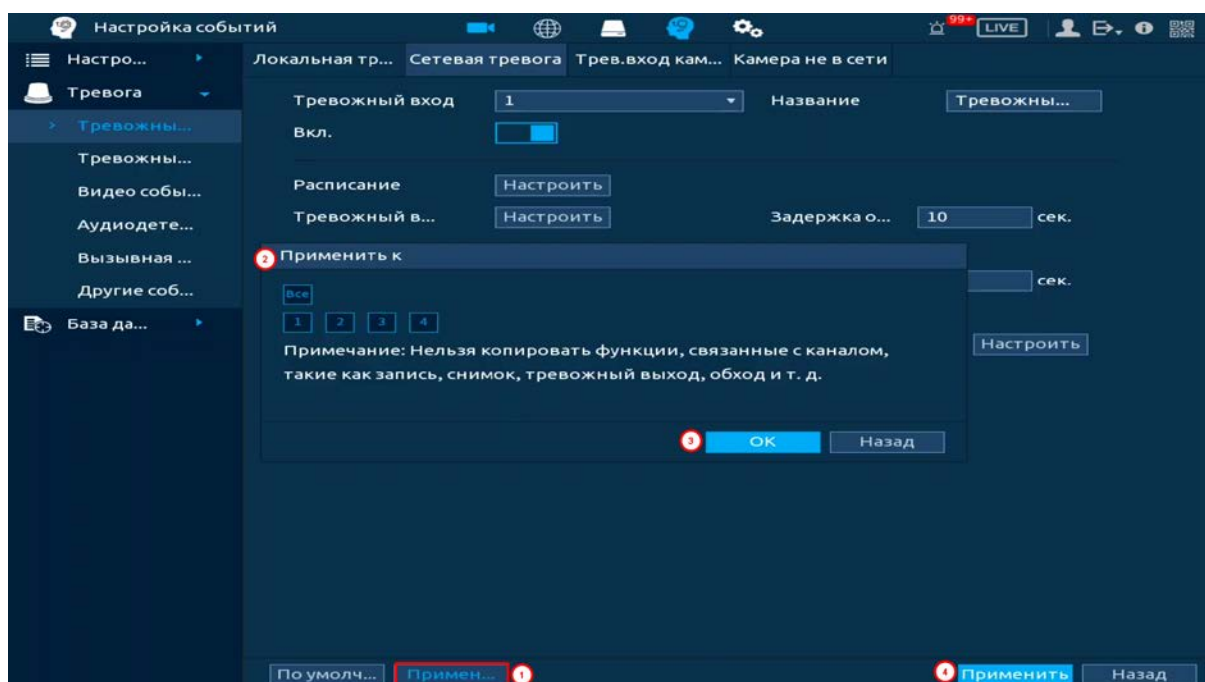 Настройка событий 99+ LIVE
Настро... Локальная тр... Сетевая тревога Трев.вход кам... Камера не в сети
Тревога
Тревожный вход 1 Название Тревожны...
Тревожны...
Вкл.
Тревожны...
Видео собы...
Расписание Настроить
Аудиодете...
Тревожный в... Настроить Задержка о... 10 сек.
Вызывная ...
2 Применить к
Другие соб...
сек.
Все
База да...
1 2 3 4
Настроить
Примечание: Нельзя копировать функции, связанные с каналом,
такие как запись, снимок, тревожный выход, обход и т. д.
3 OK Назад
По умолч... Примен... 1 4 Применить Назад